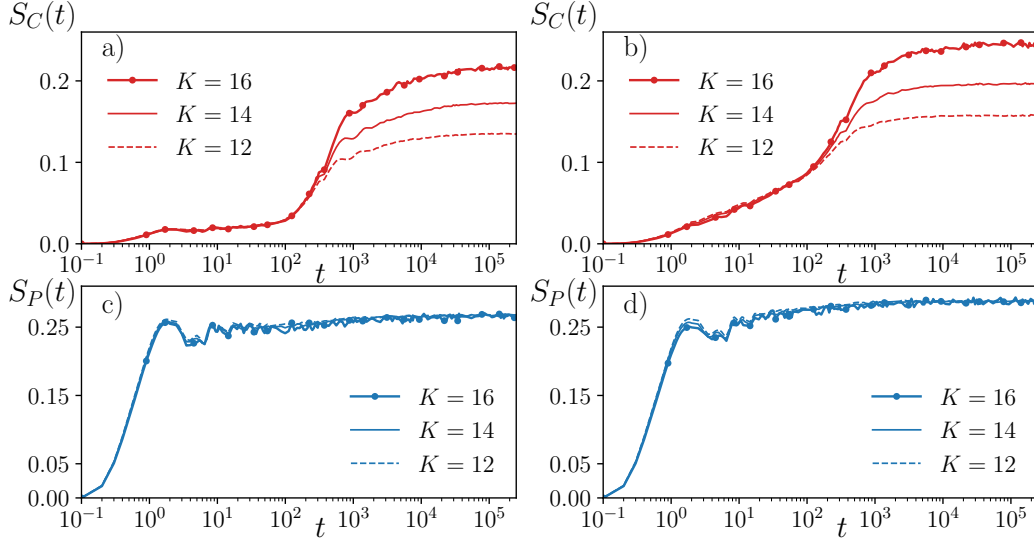 S_C(t)
a)
K = 16
K = 14
K = 12
0.2
0.1
0.0
10^{-1} 10^0 10^1 10^2 10^3 10^4 10^5
t
S_C(t)
b)
K = 16
K = 14
K = 12
0.2
0.1
0.0
10^{-1} 10^0 10^1 10^2 10^3 10^4 10^5
t
S_P(t)
c)
0.25
0.15
0.05
0.00
K = 16
K = 14
K = 12
10^{-1} 10^0 10^1 10^2 10^3 10^4 10^5
t
S_P(t)
d)
0.25
0.15
0.05
0.00
K = 16
K = 14
K = 12
10^{-1} 10^0 10^1 10^2 10^3 10^4 10^5
t